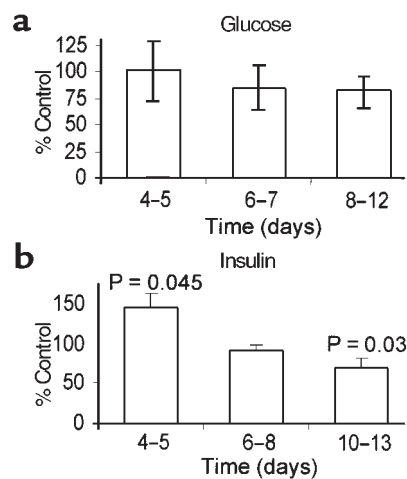 a
Glucose
125
100
75
50
25
0
% Control
4–5 6–7 8–12
Time (days)
b
Insulin
P = 0.045
P = 0.03
150
100
50
0
% Control
4–5 6–8 10–13
Time (days)